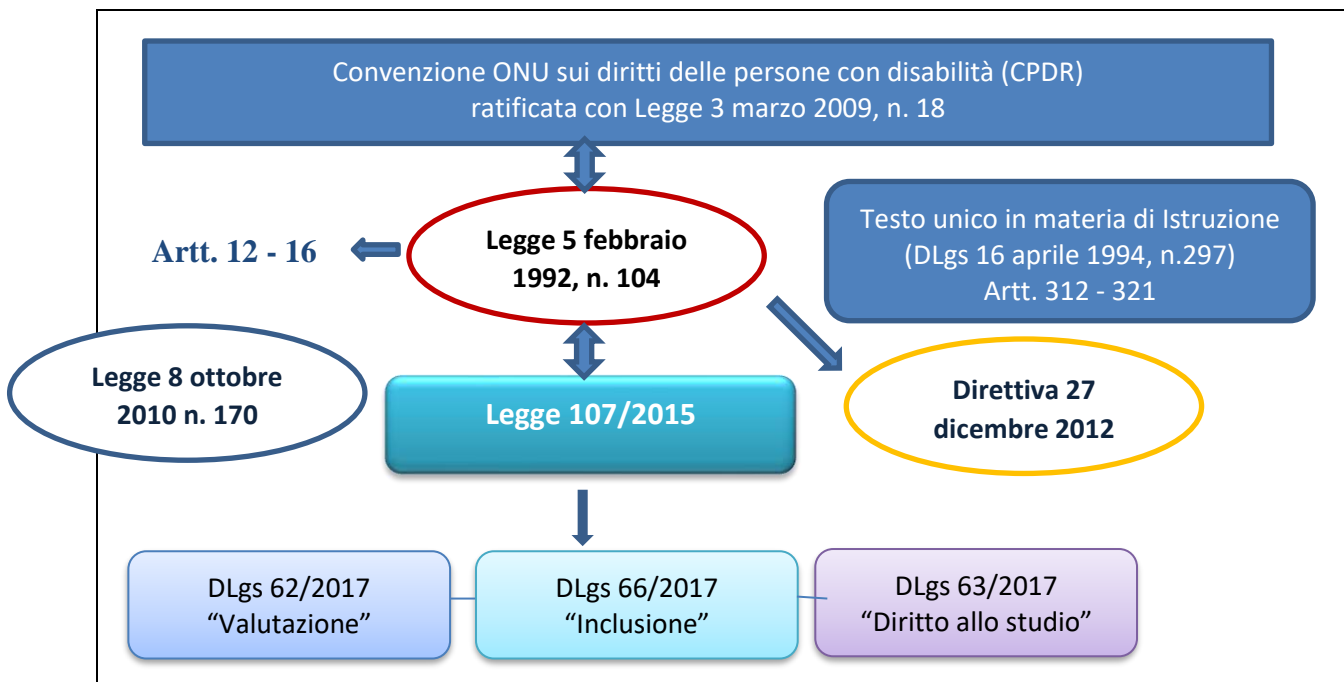 Convenzione ONU sui diritti delle persone con disabilità (CPDR)
ratificata con Legge 3 marzo 2009, n. 18
Artt. 12 - 16
Legge 5 febbraio
1992, n. 104
Testo unico in materia di Istruzione
(DLgs 16 aprile 1994, n.297)
Artt. 312 - 321
Legge 8 ottobre
2010 n. 170
Legge 107/2015
Direttiva 27
dicembre 2012
DLgs 62/2017
“Valutazione”
DLgs 66/2017
“Inclusione”
DLgs 63/2017
“Diritto allo studio”